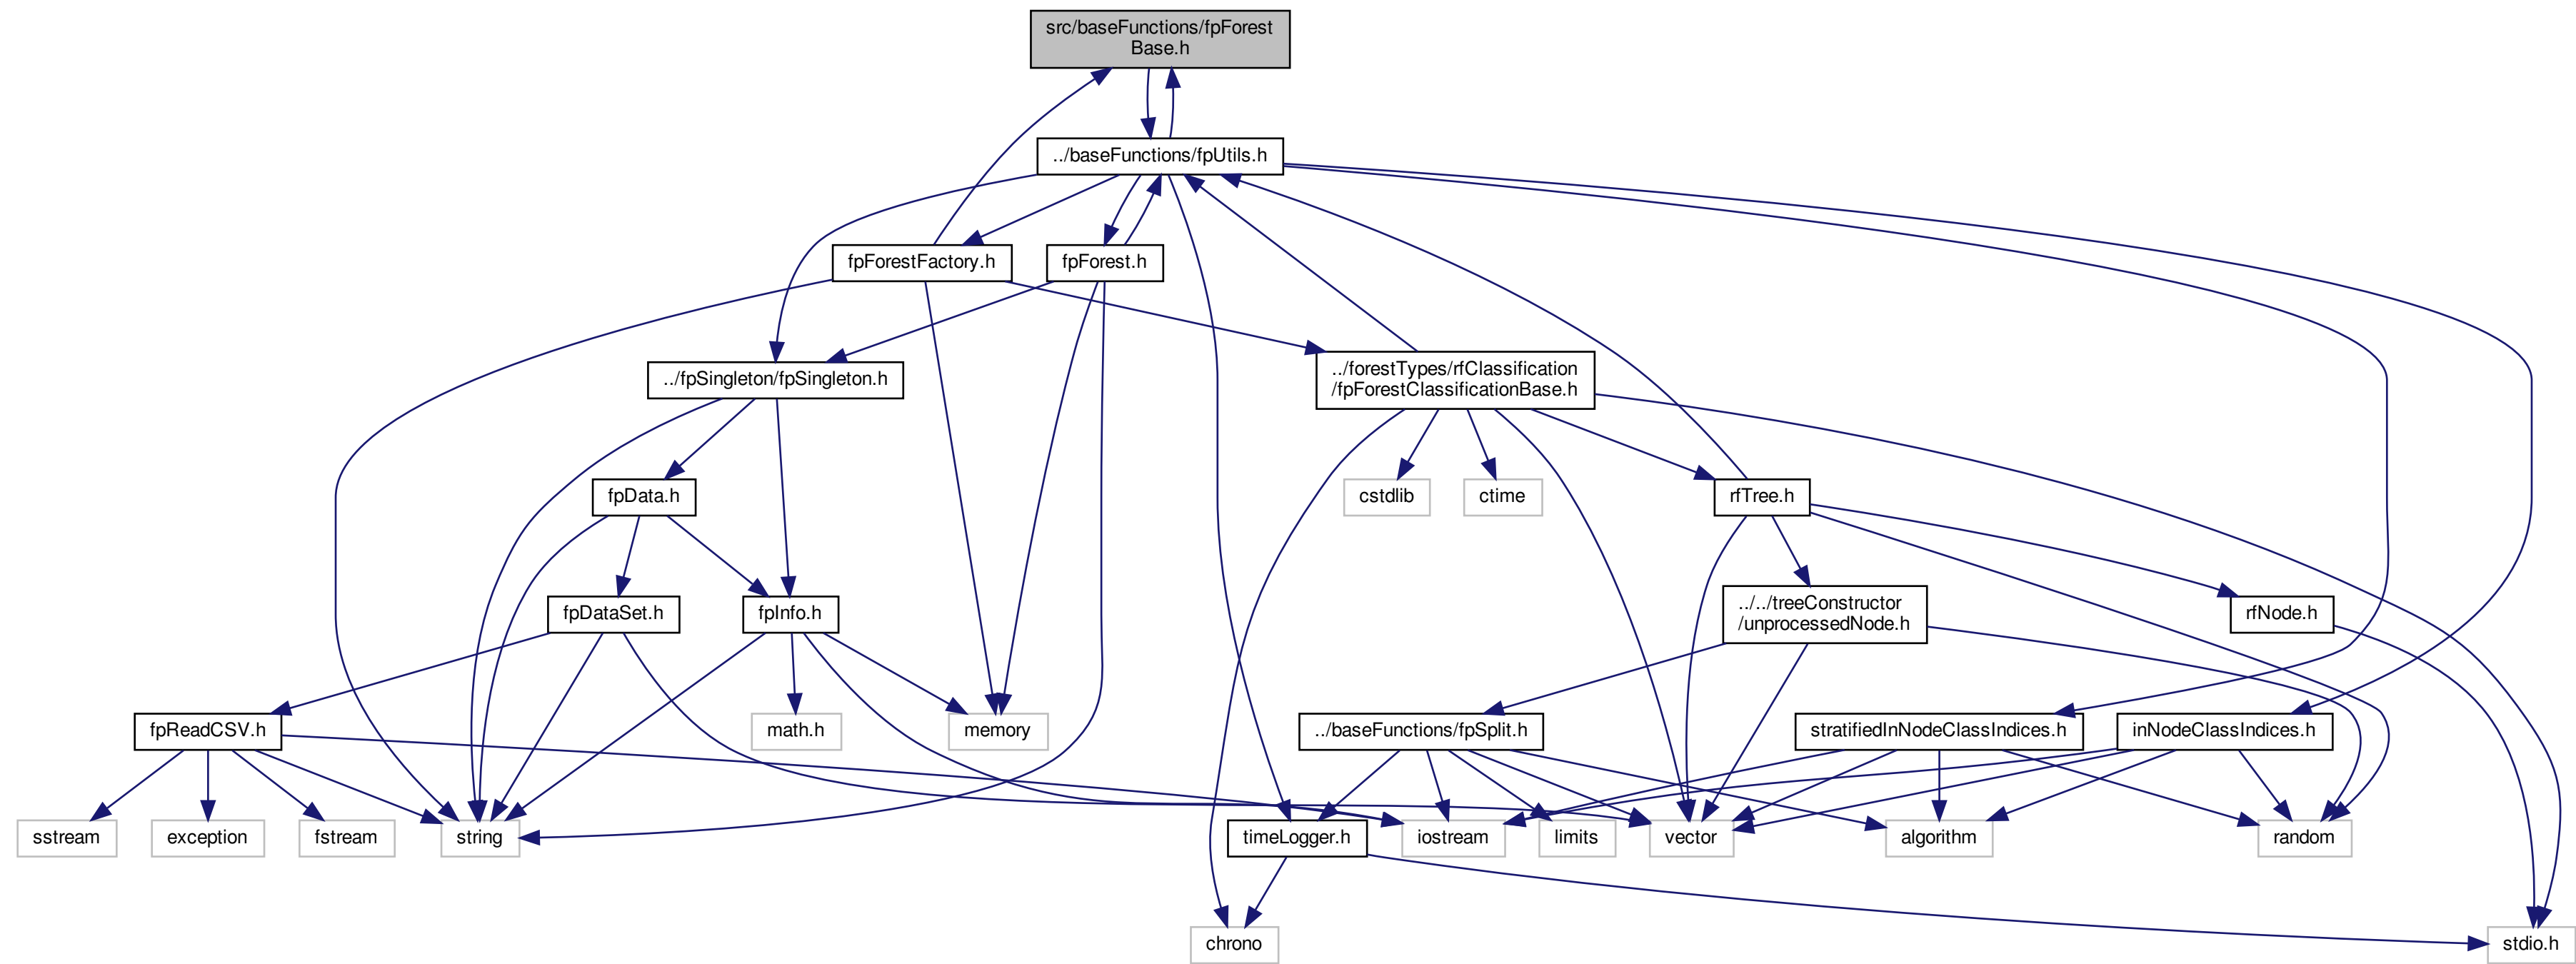 src/baseFunctions/fpForest
Base.h
../baseFunctions/fpUtils.h
fpForestFactory.h
fpForest.h
../fpSingleton/fpSingleton.h
../forestTypes/rfClassification
/fpForestClassificationBase.h
fpData.h
cstdlib
ctime
rfTree.h
fpDataSet.h
fpInfo.h
../../treeConstructor
/unprocessedNode.h
rfNode.h
fpReadCSV.h
math.h
memory
../baseFunctions/fpSplit.h
stratifiedInNodeClassIndices.h
inNodeClassIndices.h
sstream
exception
fstream
string
timeLogger.h
iostream
limits
vector
algorithm
random
chrono
stdio.h